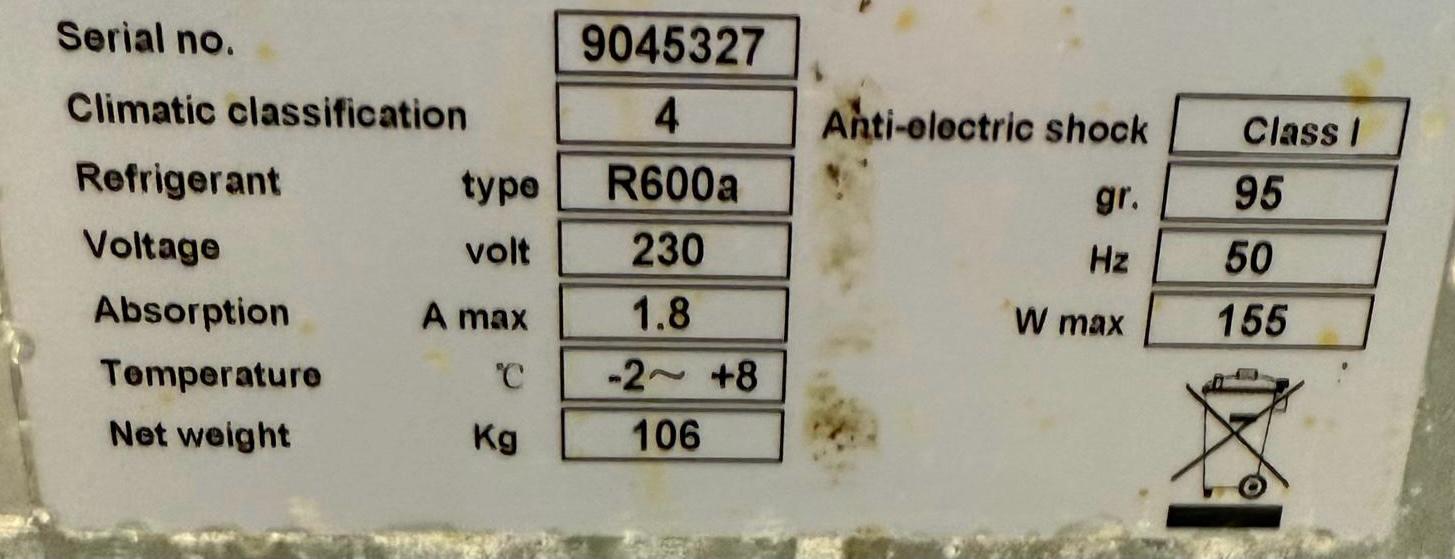 Serial no. 9045327
Climatic classification 4 Anti-electric shock Class I
Refrigerant type R600a gr. 95
Voltage volt 230 Hz 50
Absorption A max 1.8 W max 155
Temperature ℃ -2～ +8
Net weight Kg 106